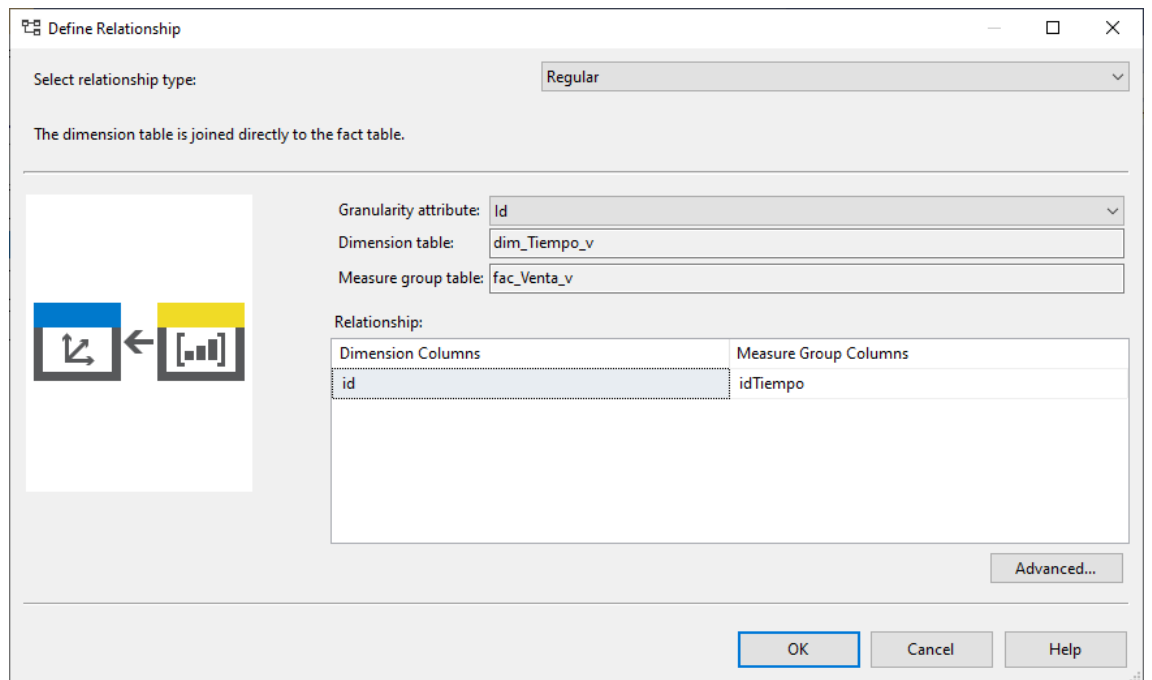 Define Relationship
Select relationship type: Regular
The dimension table is joined directly to the fact table.
Granularity attribute: Id
Dimension table: dim_Tiempo_v
Measure group table: fac_Venta_v
Relationship:
Dimension Columns Measure Group Columns
id idTiempo
Advanced...
OK Cancel Help